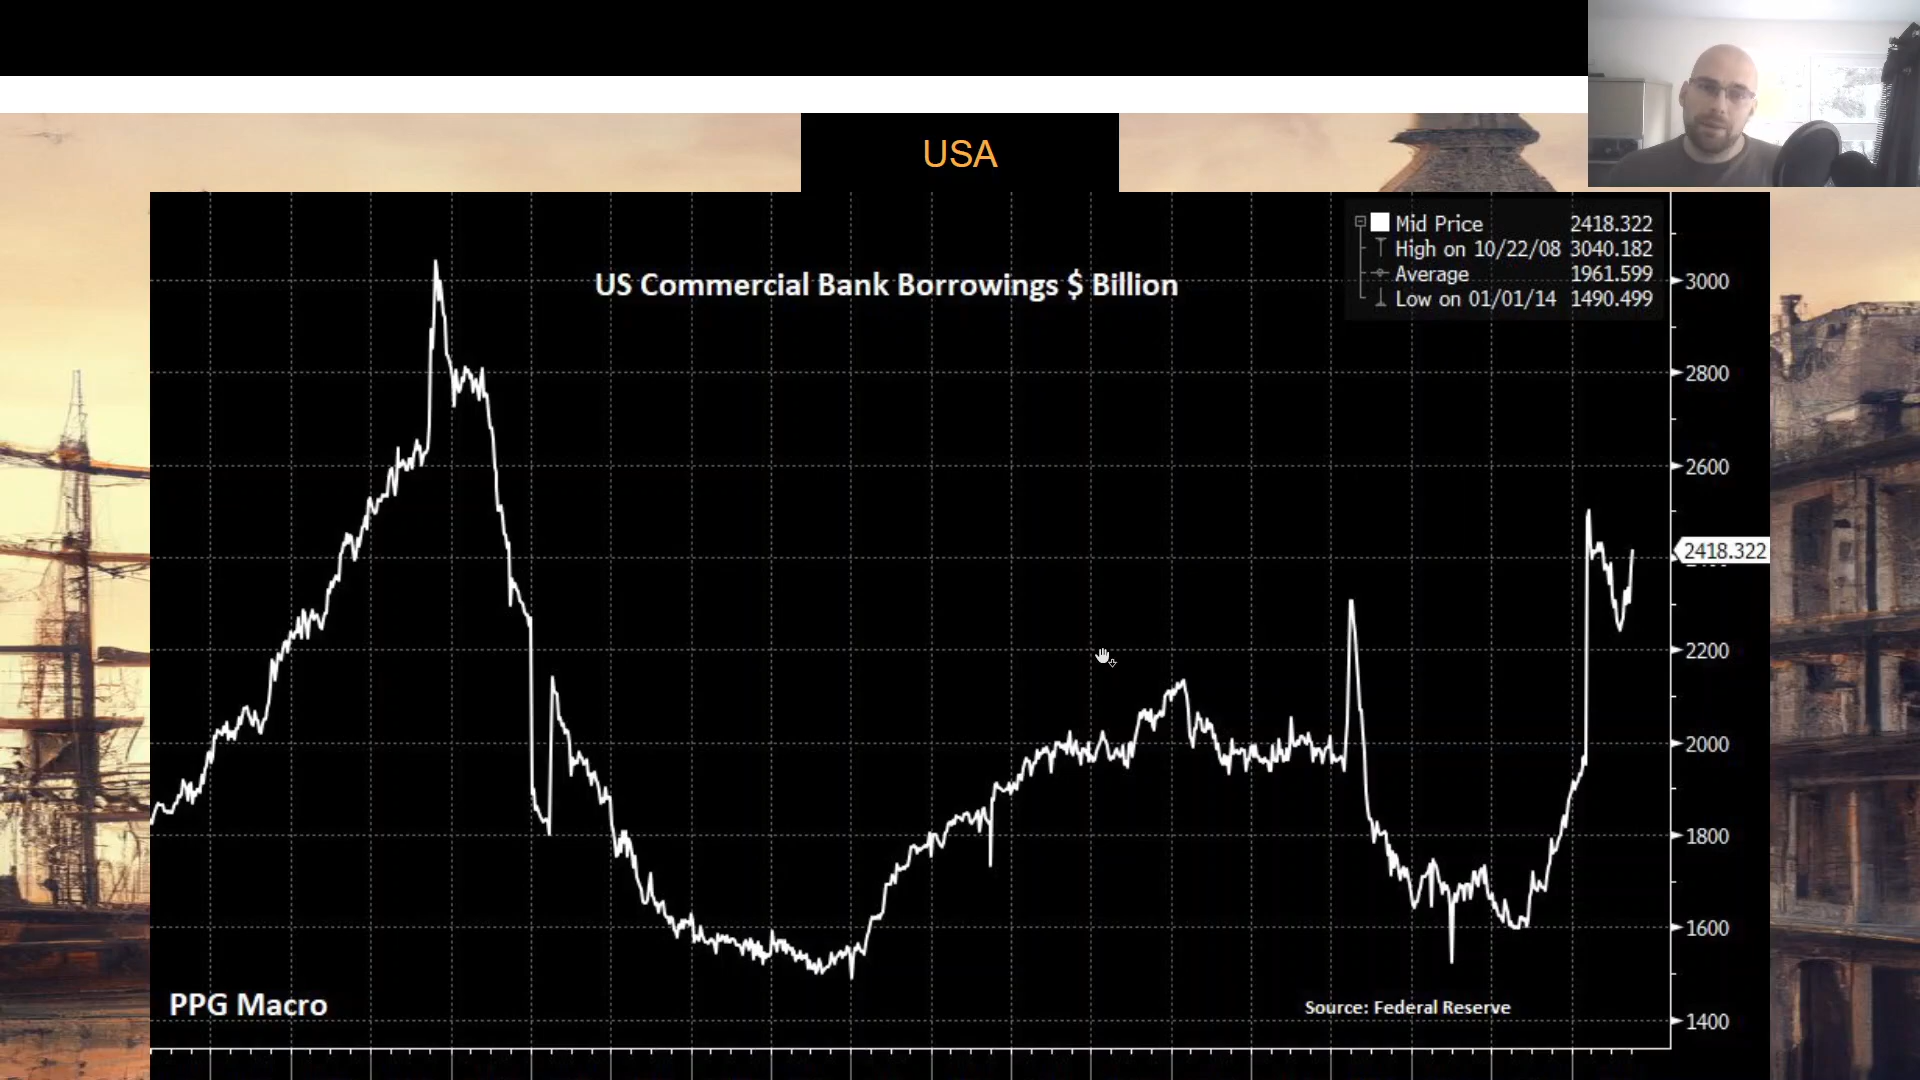 USA
US Commercial Bank Borrowings $ Billion
Mid Price 2418.322
High on 10/22/08 3040.182
Average 1961.599
Low on 01/01/14 1490.499
3000
2800
2600
2418.322
2200
2000
1800
1600
1400
PPG Macro
Source: Federal Reserve